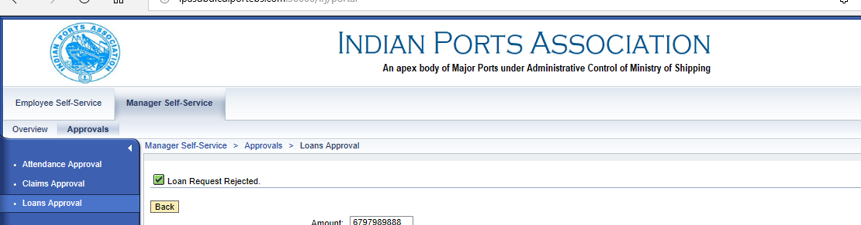 INDIAN PORTS ASSOCIATION
INDIAN PORTS ASSOCIATION
An apex body of Major Ports under Administrative Control of Ministry of Shipping
Employee Self-Service Manager Self-Service
Overview Approvals
Manager Self-Service > Approvals > Loans Approval
Attendance Approval
Claims Approval
Loans Approval
Loan Request Rejected.
Back
Amount: 6797989888